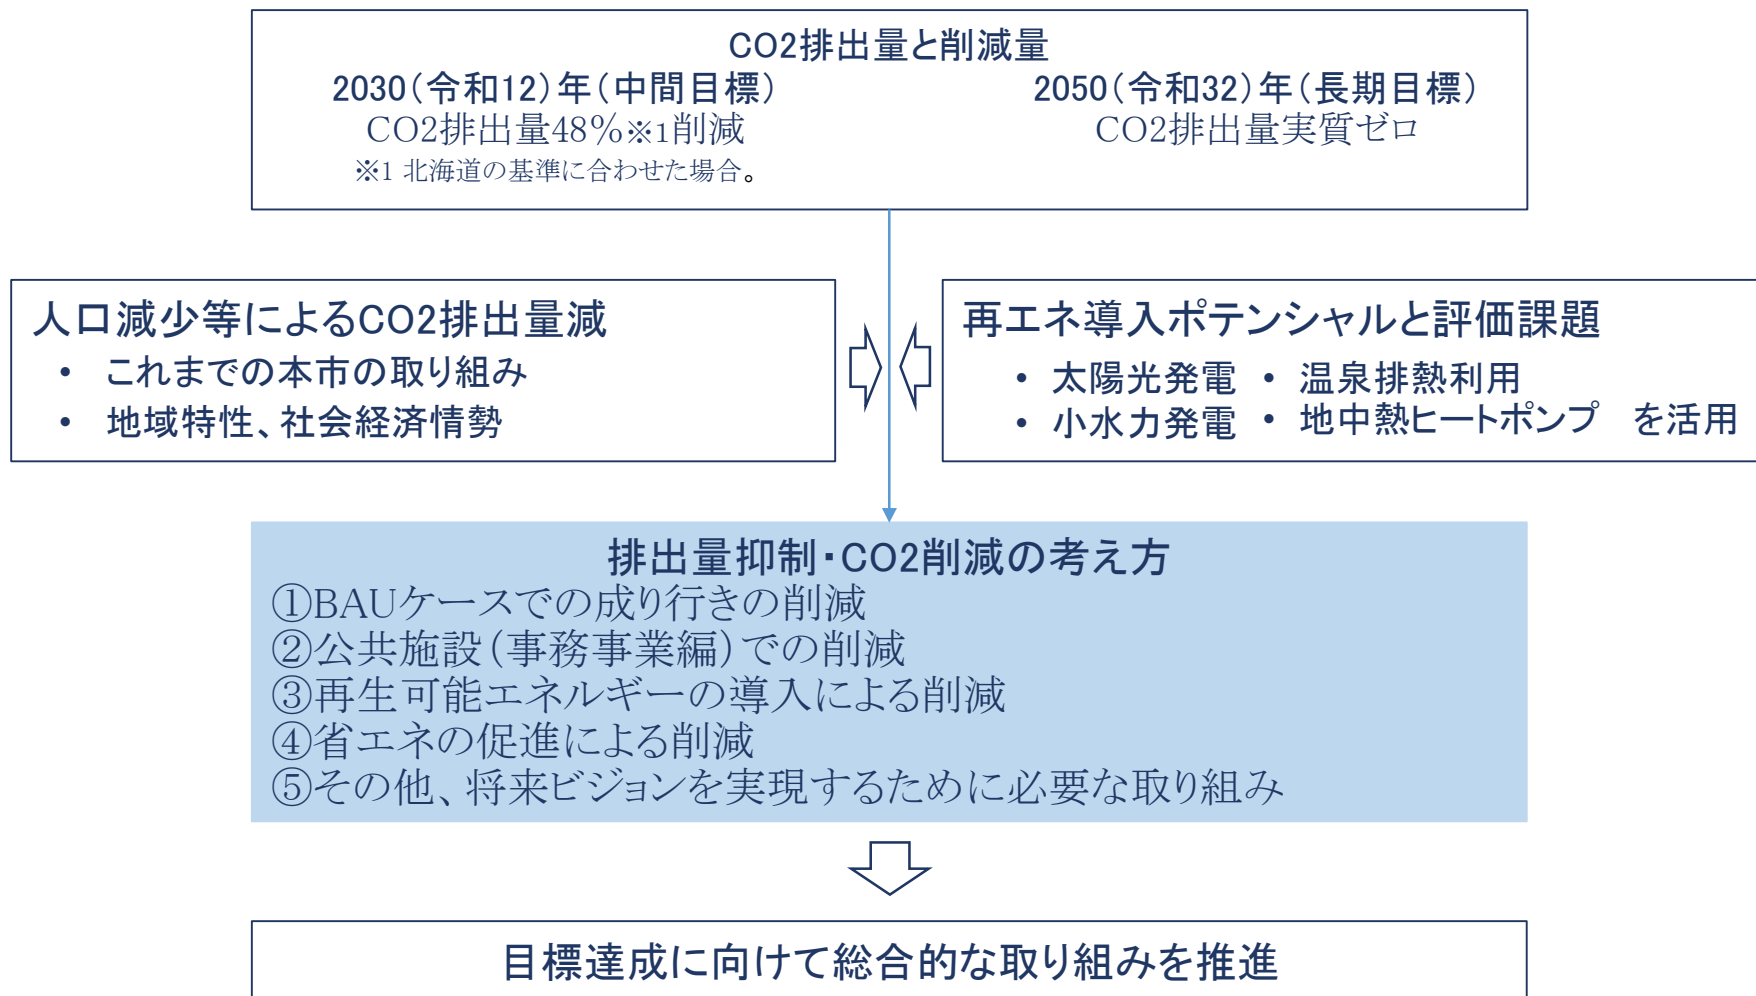 CO2排出量と削減量
2030(令和12)年(中間目標)
CO2排出量48%※1削減
※1 北海道の基準に合わせた場合。
2050(令和32)年(長期目標)
CO2排出量実質ゼロ
人口減少等によるCO2排出量減
• これまでの本市の取り組み
• 地域特性、社会経済情勢
再エネ導入ポテンシャルと評価課題
• 太陽光発電 • 温泉排熱利用
• 小水力発電 • 地中熱ヒートポンプ を活用
排出量抑制・CO2削減の考え方
①BAUケースでの成り行きの削減
②公共施設(事務事業編)での削減
③再生可能エネルギーの導入による削減
④省エネの促進による削減
⑤その他、将来ビジョンを実現するために必要な取り組み
目標達成に向けて総合的な取り組みを推進